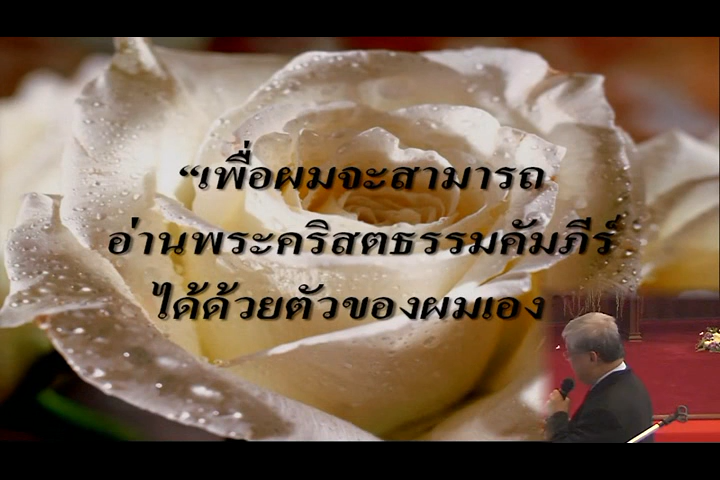 “เพื่อผมจะสามารถ
อ่านพระคริสตธรรมคัมภีร์
ได้ด้วยตัวของผมเอง